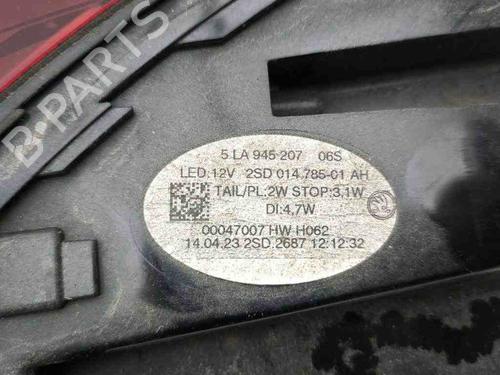 B-PARTS
5 LA 945 207 06S
LED:12V 2SD 014.785-01 AH
TAIL/PL:2W STOP:3,1W
DI:4,7W
00047007 HW H062
14.04.23 2SD.2687 12:12:32